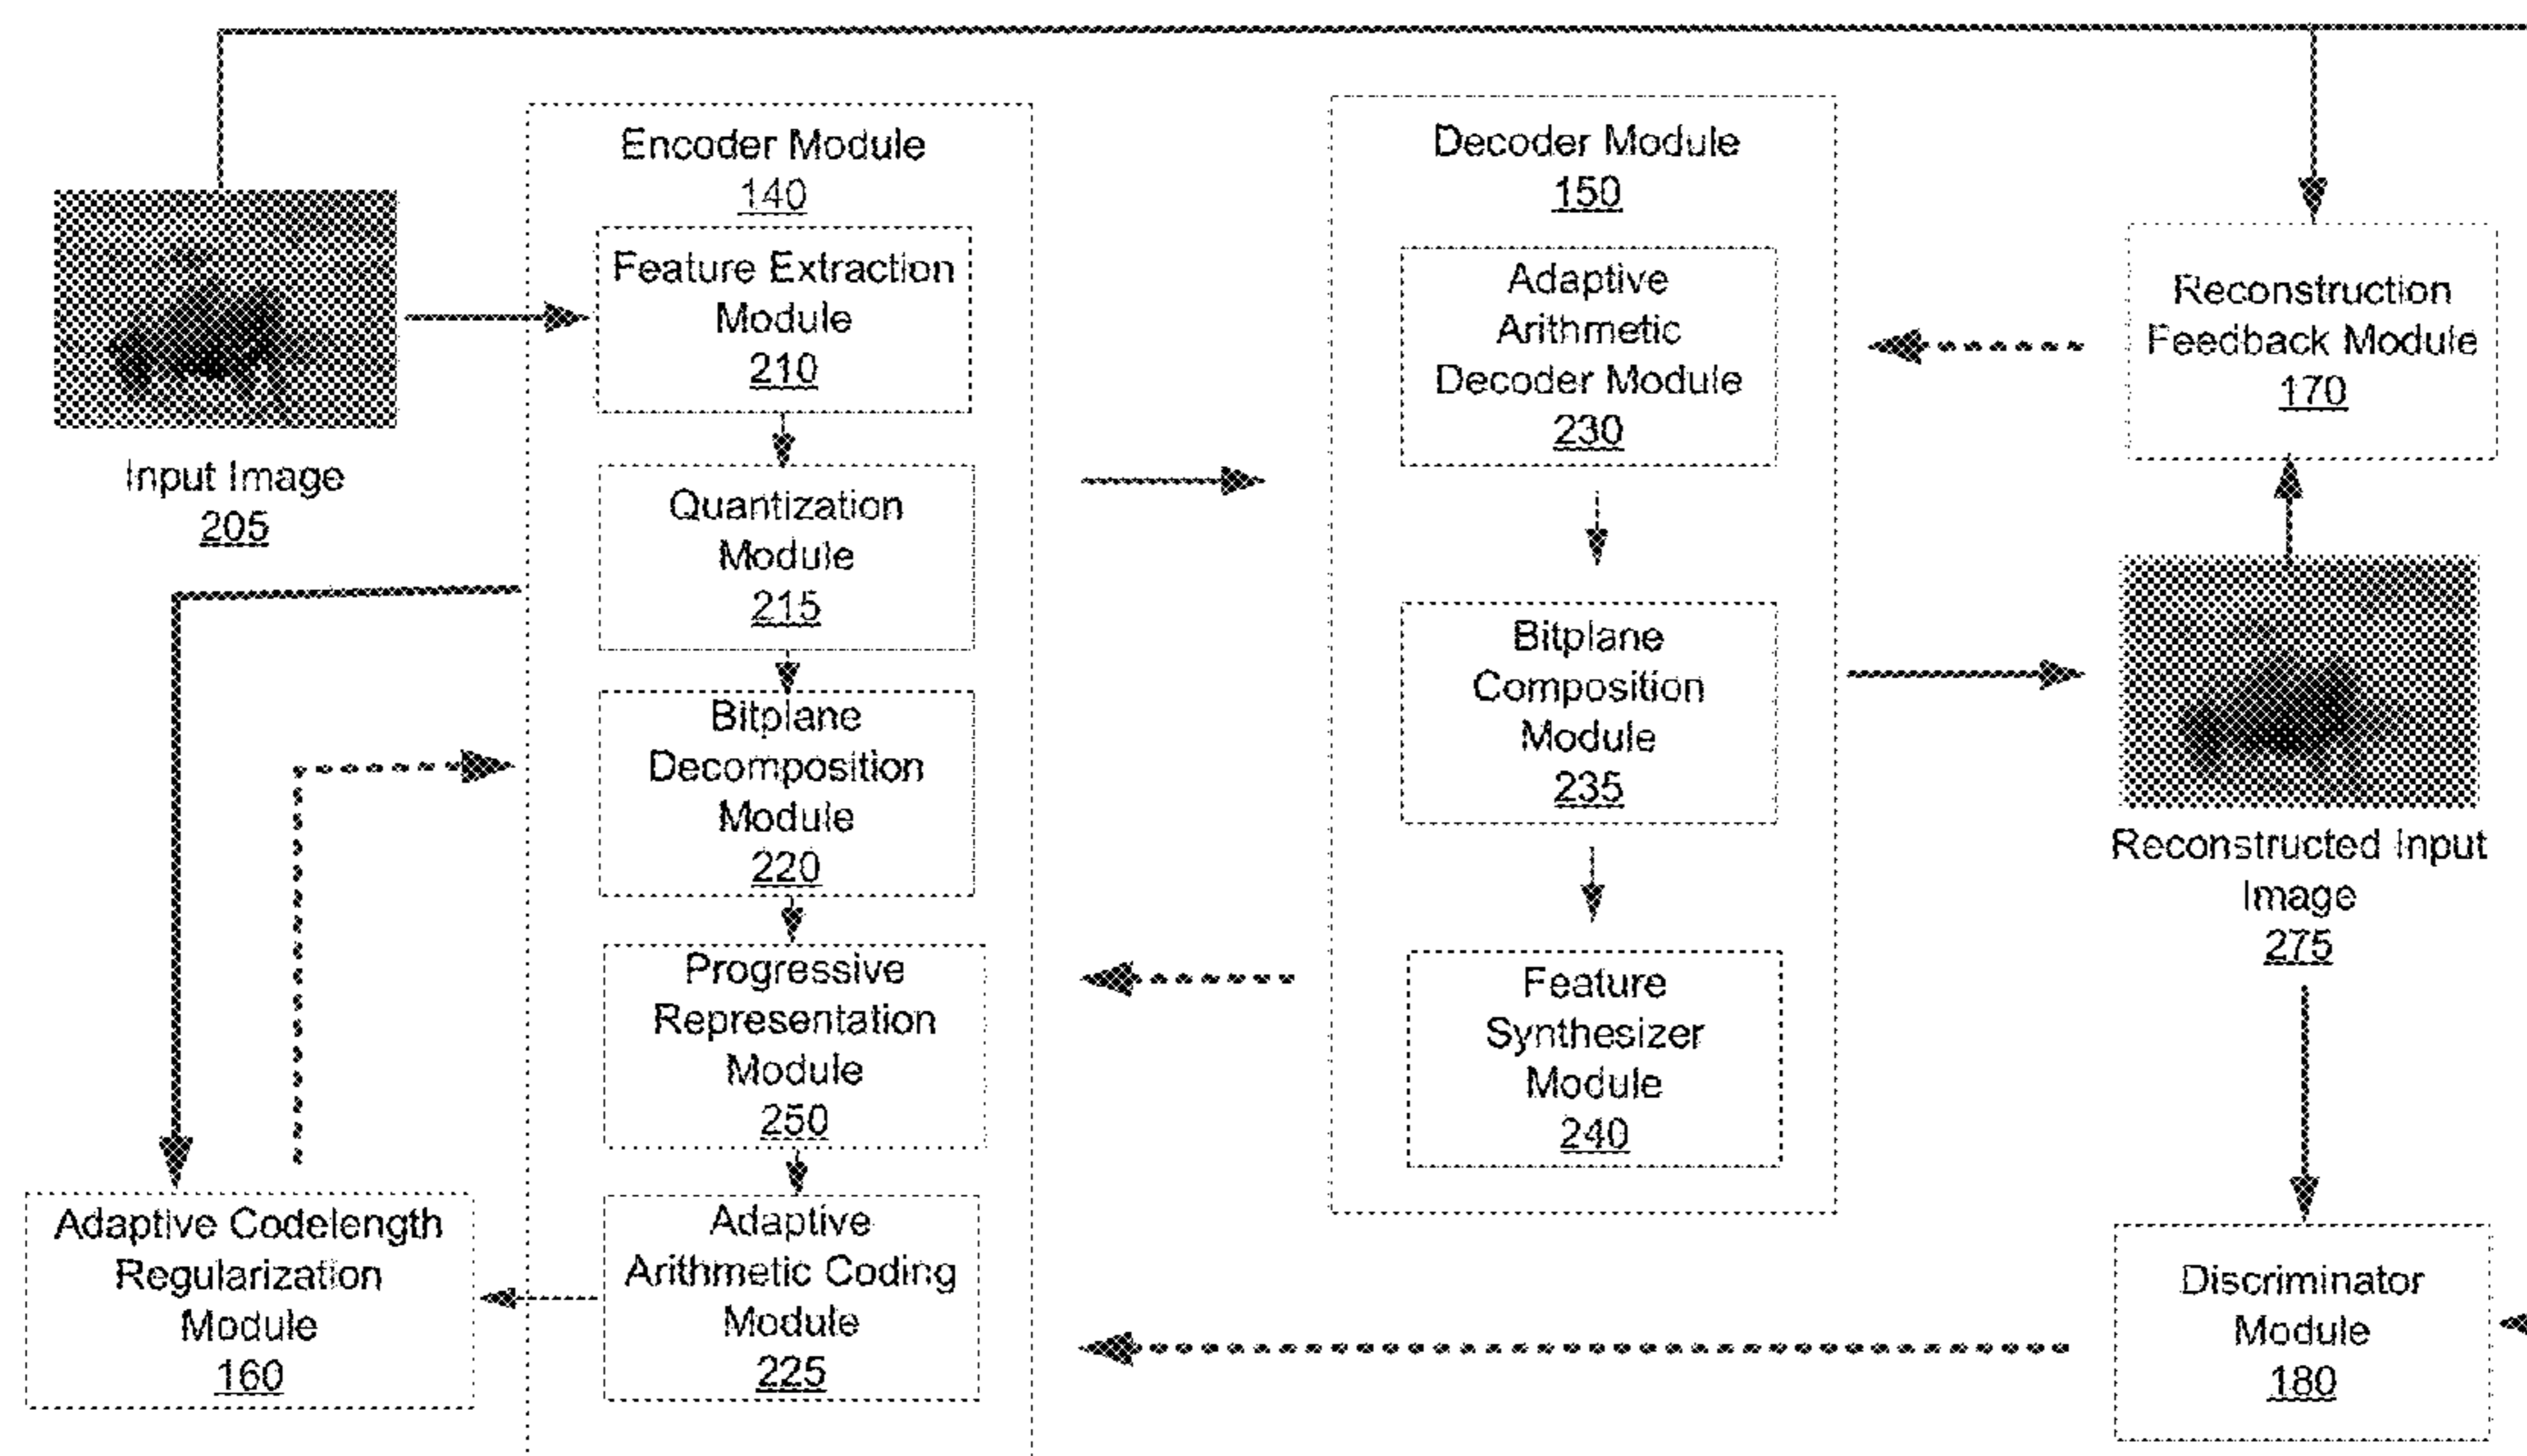 Input Image
205
Encoder Module
140
Feature Extraction
Module
210
Quantization
Module
215
Bitplane
Decomposition
Module
220
Progressive
Representation
Module
250
Adaptive
Arithmetic Coding
Module
225
Adaptive Codelength
Regularization
Module
160
Decoder Module
150
Adaptive
Arithmetic
Decoder Module
230
Bitplane
Composition
Module
235
Feature
Synthesizer
Module
240
Reconstruction
Feedback Module
170
Reconstructed Input
Image
275
Discriminator
Module
180